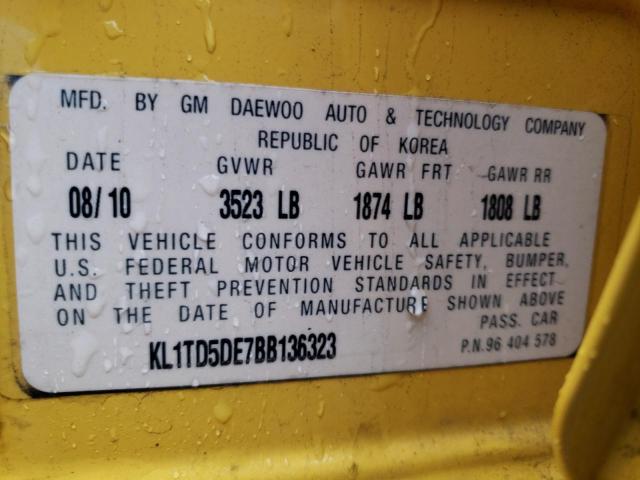 MFD. BY GM DAEWOO AUTO & TECHNOLOGY COMPANY
REPUBLIC OF KOREA
DATE GVWR GAWR FRT GAWR RR
08/10 3523 LB 1874 LB 1808 LB
THIS VEHICLE CONFORMS TO ALL APPLICABLE
U.S. FEDERAL MOTOR VEHICLE SAFETY, BUMPER,
AND THEFT PREVENTION STANDARDS IN EFFECT
ON THE DATE OF MANUFACTURE SHOWN ABOVE
PASS. CAR
KL1TD5DE7BB136323 P.N.96 404 578